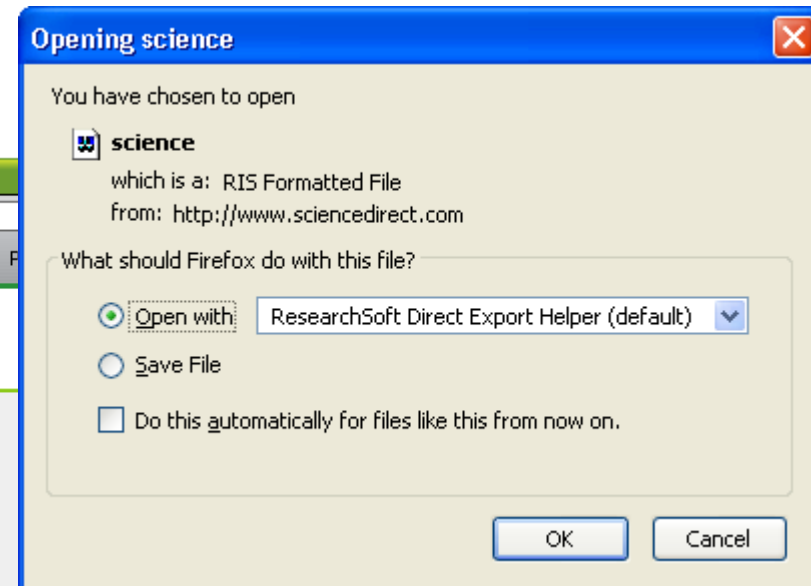 Opening science
You have chosen to open
science
which is a: RIS Formatted File
from: http://www.sciencedirect.com
P
What should Firefox do with this file?
Open with ResearchSoft Direct Export Helper (default)
Save File
Do this automatically for files like this from now on.
OK Cancel